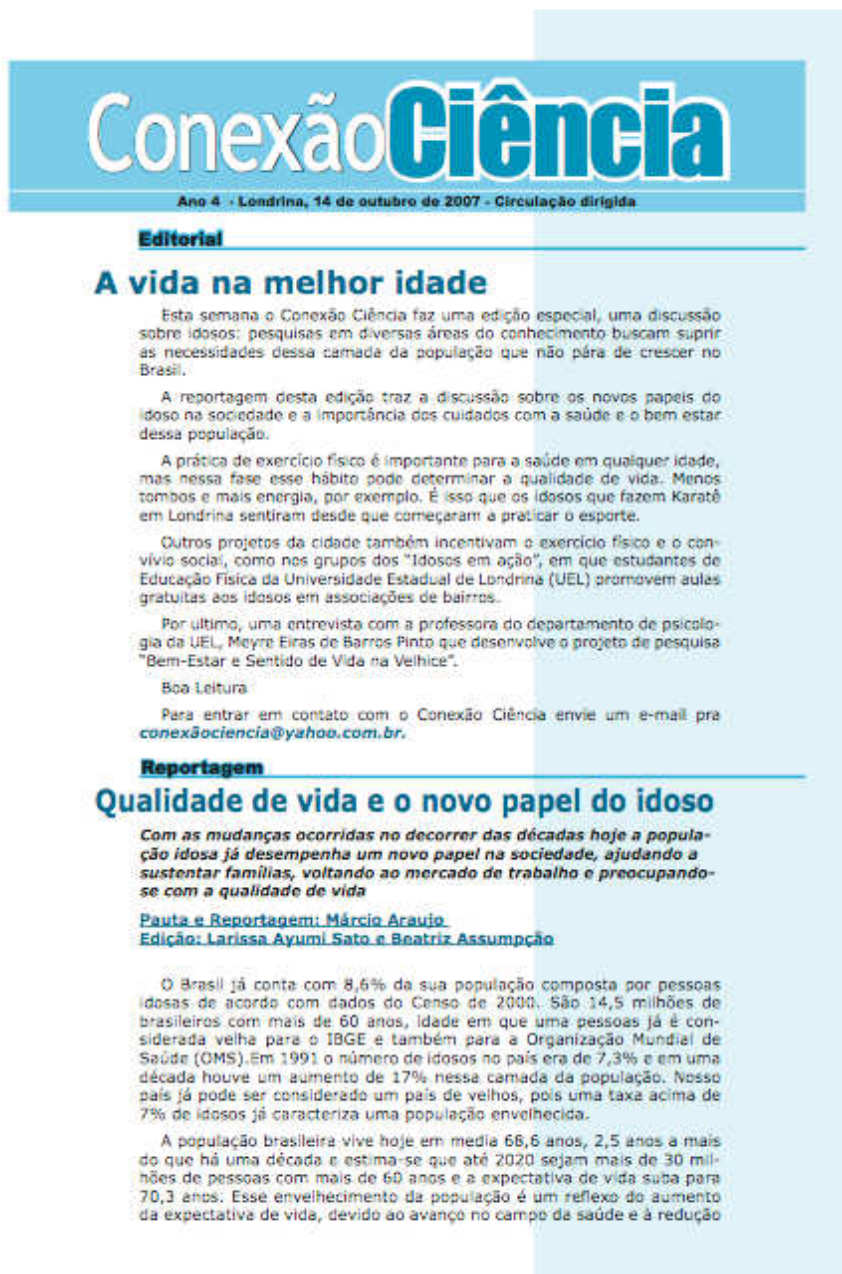 ConexãoCiência
Ano 4 - Londrina, 14 de outubro de 2007 - Circulação dirigida
Editorial
A vida na melhor idade
Esta semana o Conexão Ciência faz uma edição especial, uma discussão
sobre idosos: pesquisas em diversas áreas do conhecimento buscam suprir
as necessidades dessa camada da população que não pára de crescer no
Brasil.
A reportagem desta edição traz a discussão sobre os novos papeis do
idoso na sociedade e a importância dos cuidados com a saúde e o bem estar
dessa população.
A prática de exercício físico é importante para a saúde em qualquer idade,
mas nessa fase esse hábito pode determinar a qualidade de vida. Menos
tombos e mais energia, por exemplo. É isso que os idosos que fazem Karatê
em Londrina sentiram desde que começaram a praticar o esporte.
Outros projetos da cidade também incentivam o exercício físico e o con-
vívio social, como nos grupos dos "Idosos em ação", em que estudantes de
Educação Física da Universidade Estadual de Londrina (UEL) promovem aulas
gratuitas aos idosos em associações de bairros.
Por ultimo, uma entrevista com a professora do departamento de psicolo-
gia da UEL, Meyre Eiras de Barros Pinto que desenvolve o projeto de pesquisa
"Bem-Estar e Sentido de Vida na Velhice".
Boa Leitura
Para entrar em contato com o Conexão Ciência envie um e-mail pra
conexãociencia@yahoo.com.br.
Reportagem
Qualidade de vida e o novo papel do idoso
Com as mudanças ocorridas no decorrer das décadas hoje a popula-
ção idosa já desempenha um novo papel na sociedade, ajudando a
sustentar famílias, voltando ao mercado de trabalho e preocupando-
se com a qualidade de vida
Pauta e Reportagem: Márcio Araujo
Edição: Larissa Ayumi Sato e Beatriz Assumpção
O Brasil já conta com 8,6% da sua população composta por pessoas
idosas de acordo com dados do Censo de 2000. São 14,5 milhões de
brasileiros com mais de 60 anos, idade em que uma pessoas já é con-
siderada velha para o IBGE e também para a Organização Mundial de
Saúde (OMS).Em 1991 o número de idosos no país era de 7,3% e em uma
década houve um aumento de 17% nessa camada da população. Nosso
país já pode ser considerado um país de velhos, pois uma taxa acima de
7% de idosos já caracteriza uma população envelhecida.
A população brasileira vive hoje em media 68,6 anos, 2,5 anos a mais
do que há uma década e estima-se que até 2020 sejam mais de 30 mil-
hões de pessoas com mais de 60 anos e a expectativa de vida suba para
70,3 anos. Esse envelhecimento da população é um reflexo do aumento
da expectativa de vida, devido ao avanço no campo da saúde e à redução